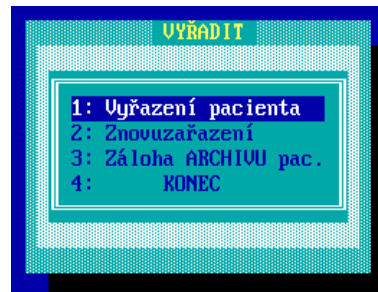 VYŘADIT
1: Vyřazení pacienta
2: Znovuzařazení
3: Záloha ARCHIVU pac.
4: KONEC